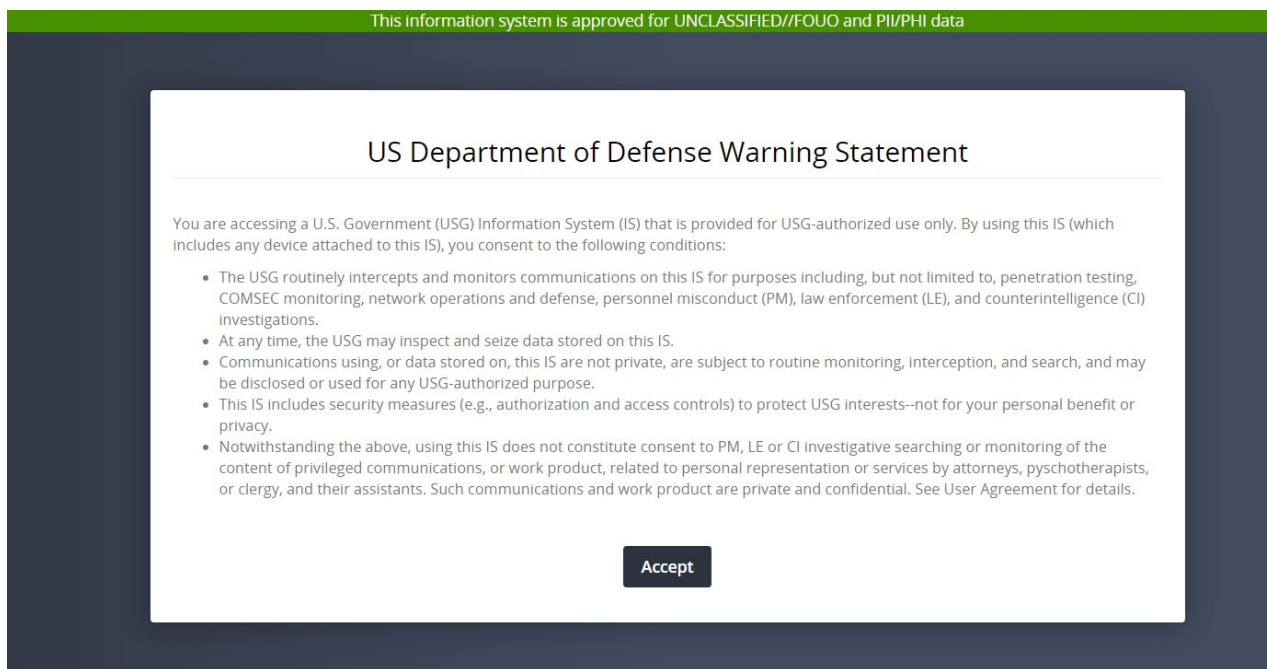 This information system is approved for UNCLASSIFIED//FOUO and PII/PHI data
US Department of Defense Warning Statement
You are accessing a U.S. Government (USG) Information System (IS) that is provided for USG-authorized use only. By using this IS (which
includes any device attached to this IS), you consent to the following conditions:
• The USG routinely intercepts and monitors communications on this IS for purposes including, but not limited to, penetration testing,
COMSEC monitoring, network operations and defense, personnel misconduct (PM), law enforcement (LE), and counterintelligence (CI)
investigations.
• At any time, the USG may inspect and seize data stored on this IS.
• Communications using, or data stored on, this IS are not private, are subject to routine monitoring, interception, and search, and may
be disclosed or used for any USG-authorized purpose.
• This IS includes security measures (e.g., authorization and access controls) to protect USG interests--not for your personal benefit or
privacy.
• Notwithstanding the above, using this IS does not constitute consent to PM, LE or CI investigative searching or monitoring of the
content of privileged communications, or work product, related to personal representation or services by attorneys, pyschotherapists,
or clergy, and their assistants. Such communications and work product are private and confidential. See User Agreement for details.
Accept